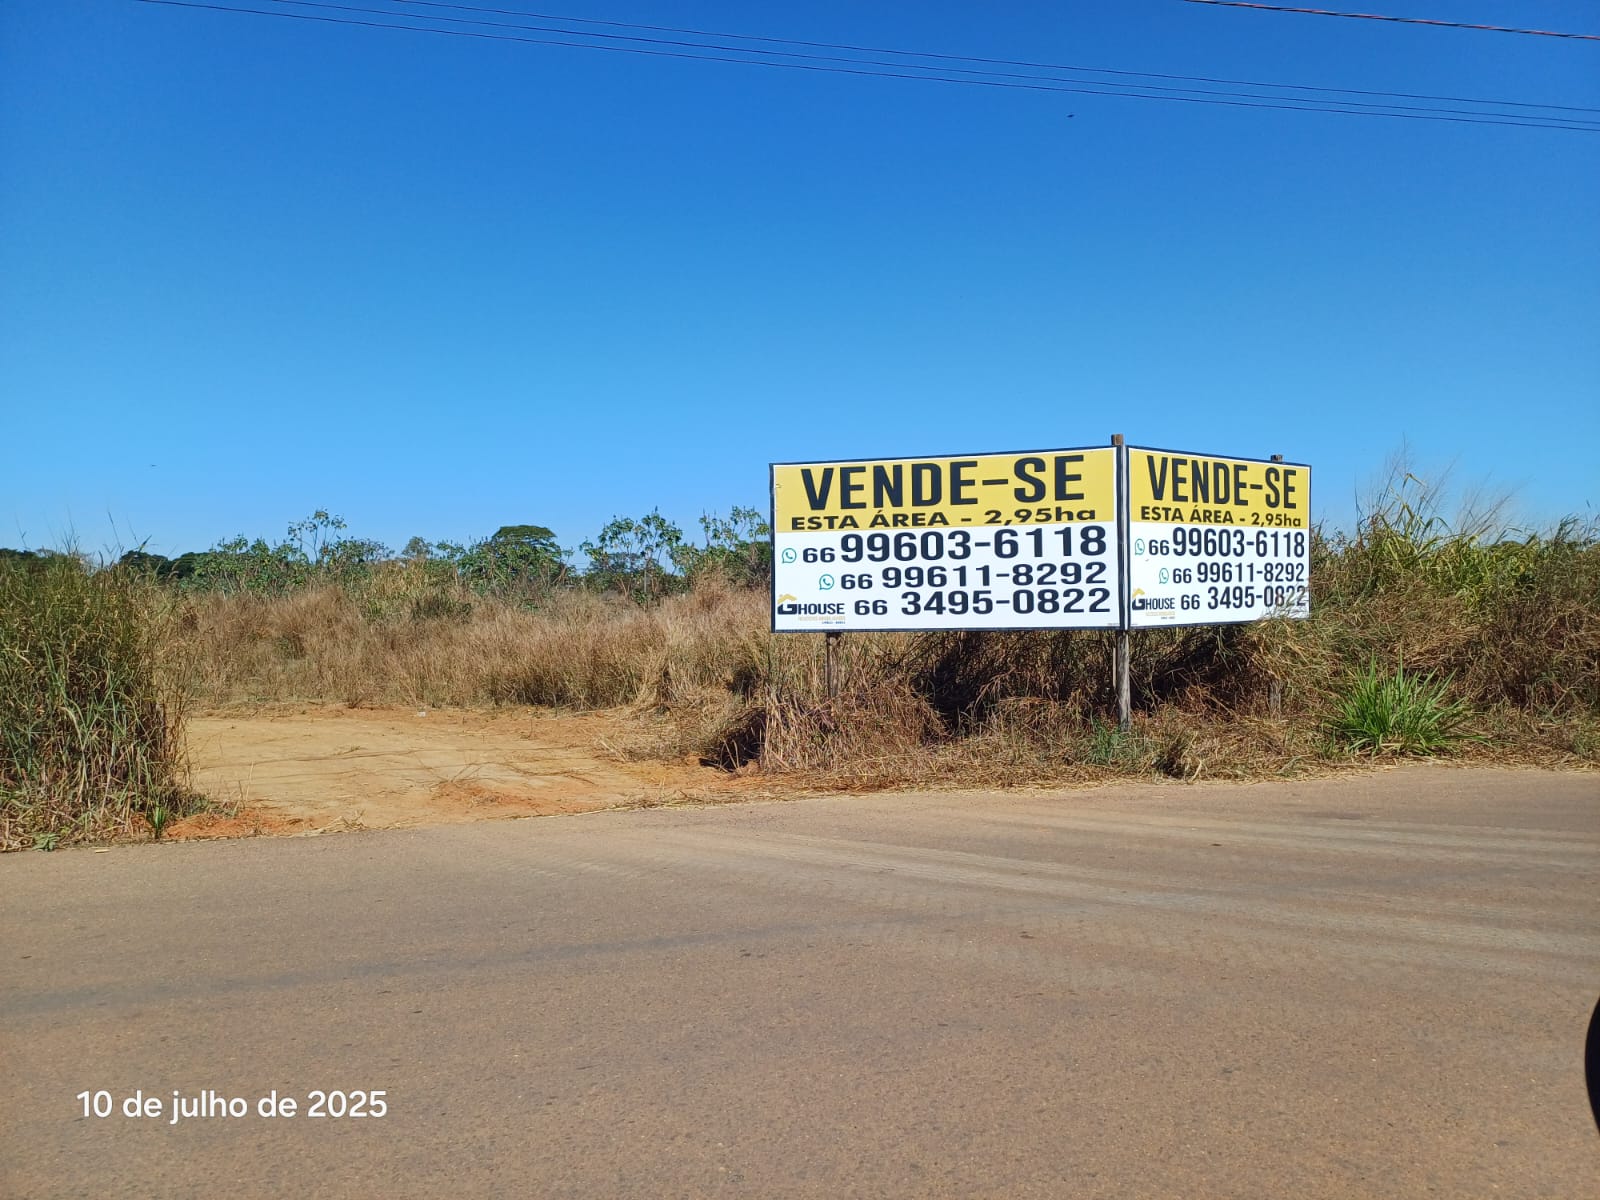 VENDE-SE
ESTA ÁREA - 2,95ha
66 99603-6118
66 99611-8292
GHOUSE 66 3495-0822
VENDE-SE
ESTA ÁREA - 2,95ha
66 99603-6118
66 99611-8292
GHOUSE 66 3495-0822
10 de julho de 2025